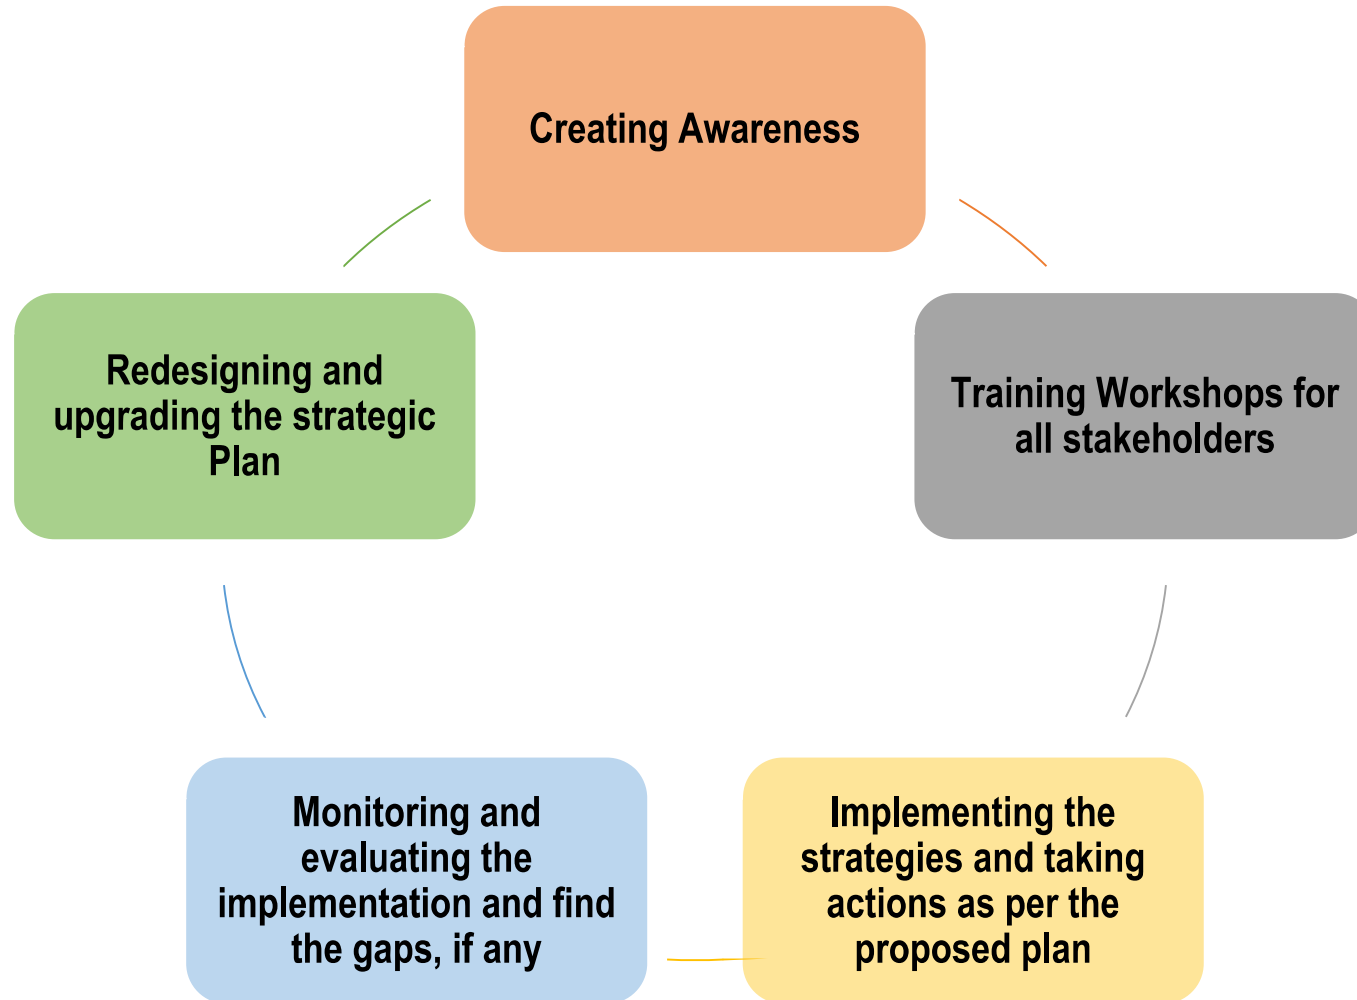 Creating Awareness
Training Workshops for
all stakeholders
Implementing the
strategies and taking
actions as per the
proposed plan
Monitoring and
evaluating the
implementation and find
the gaps, if any
Redesigning and
upgrading the strategic
Plan